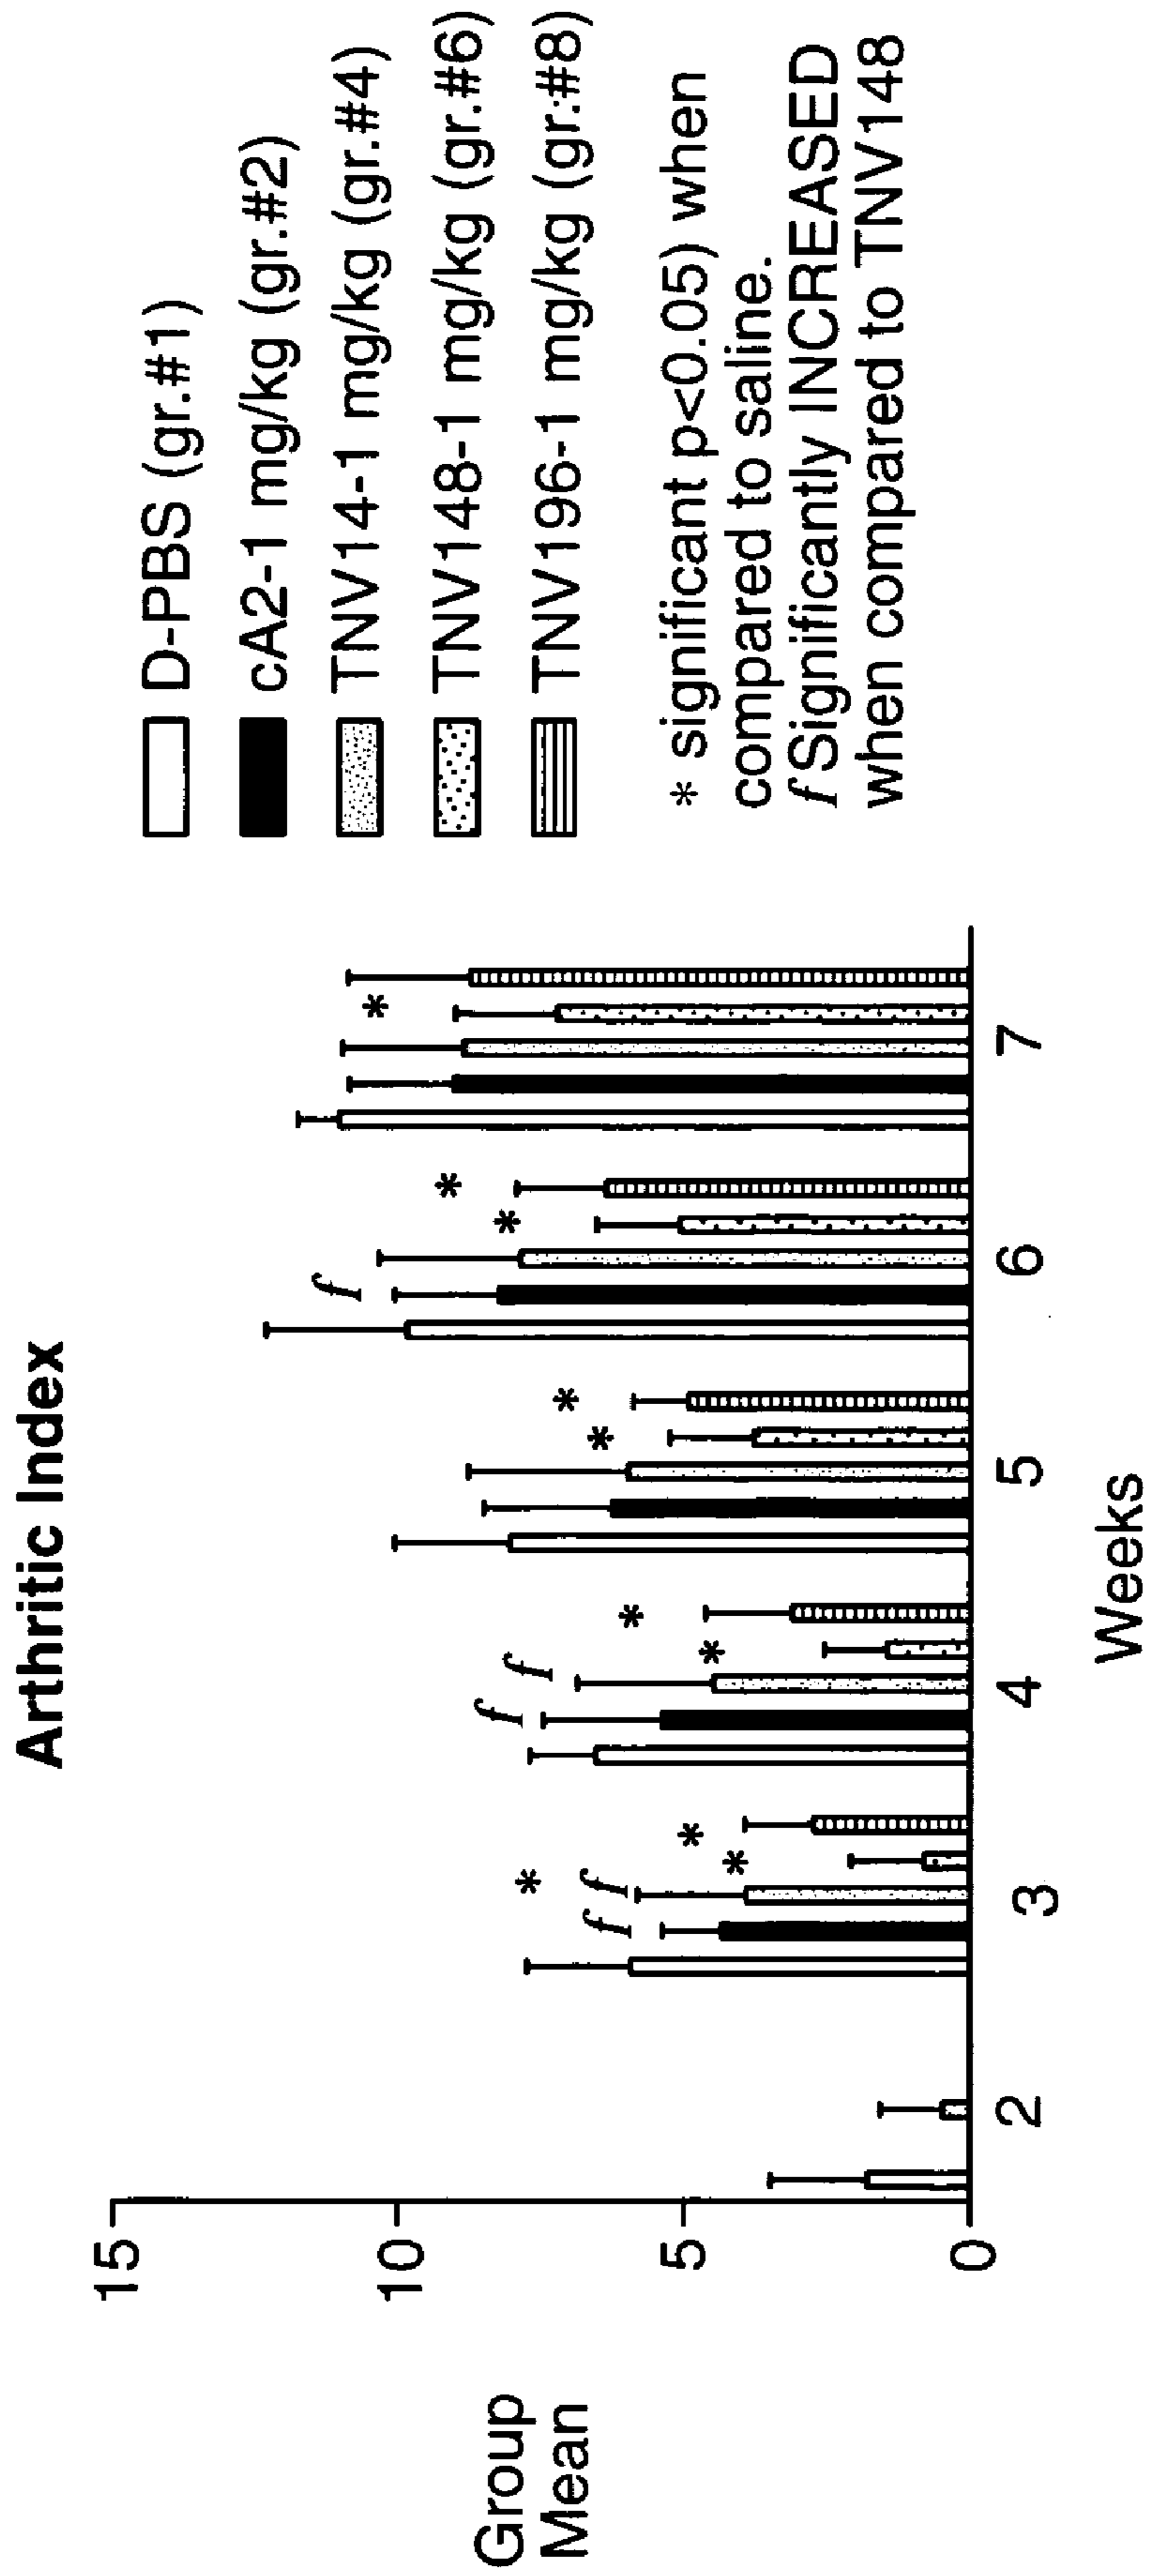 Arthritic Index
Group
Mean
15
10
5
0
* * *
f f
* *
f f
* *
* *
f
*
2 3 4 5 6 7
Weeks
D-PBS (gr.#1)
cA2-1 mg/kg (gr.#2)
TNV14-1 mg/kg (gr.#4)
TNV148-1 mg/kg (gr.#6)
TNV196-1 mg/kg (gr.#8)
* significant p<0.05) when
compared to saline.
f Significantly INCREASED
when compared to TNV148